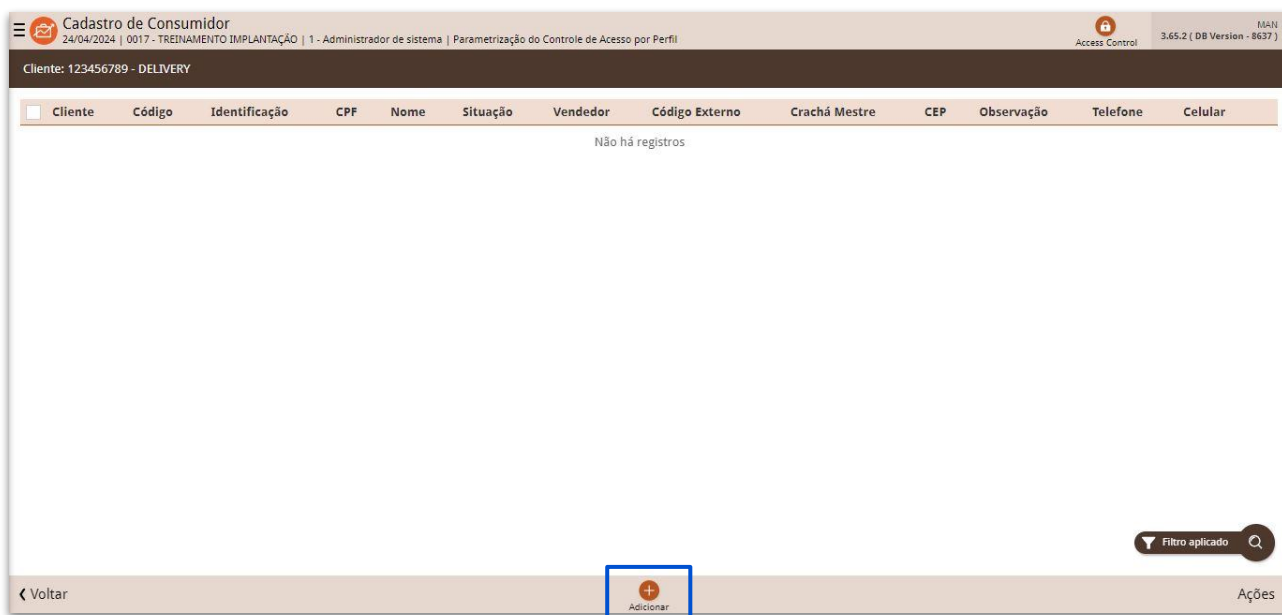 Cadastro de Consumidor
24/04/2024 | 0017 - TREINAMENTO IMPLANTAÇÃO | 1 - Administrador de sistema | Parametrização do Controle de Acesso por Perfil
Access Control
MAN
3.65.2 ( DB Version - 8637 )
Cliente: 123456789 - DELIVERY
Cliente Código Identificação CPF Nome Situação Vendedor Código Externo Crachá Mestre CEP Observação Telefone Celular
Não há registros
Filtro aplicado
Voltar
Adicionar
Ações